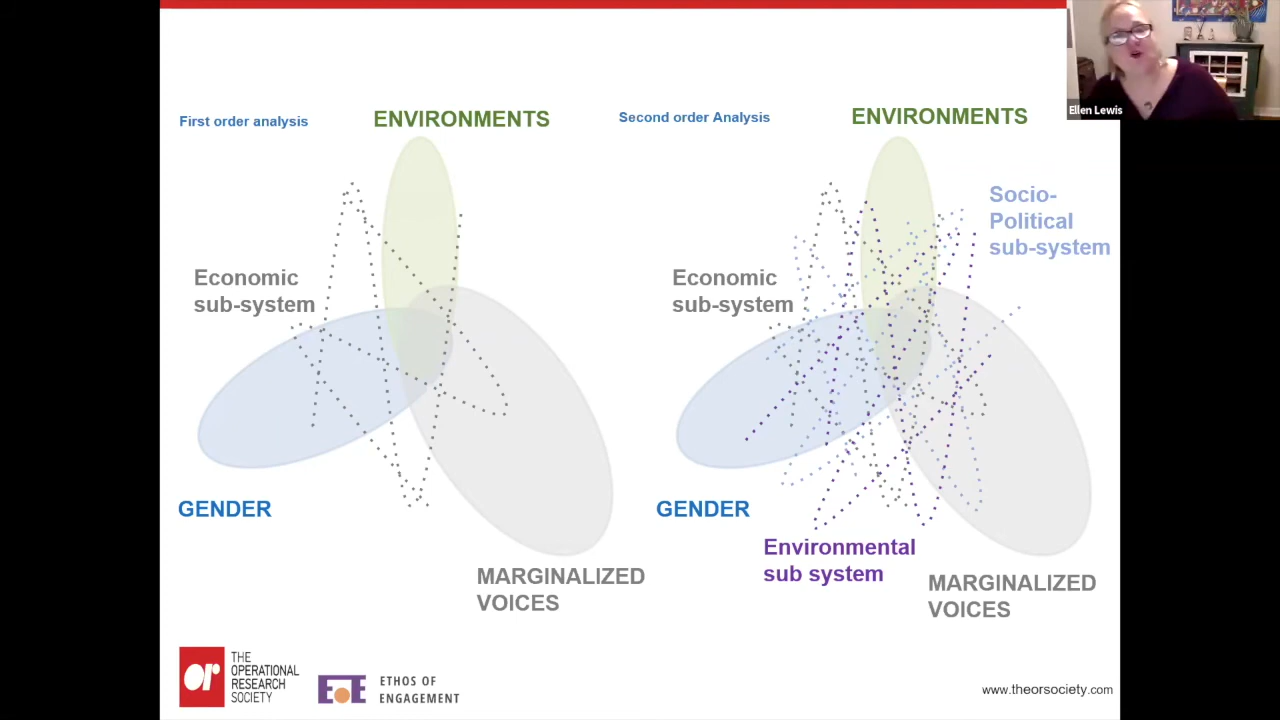 Ellen Lewis
First order analysis
ENVIRONMENTS
Economic
sub-system
GENDER
MARGINALIZED
VOICES
Second order Analysis
ENVIRONMENTS
Socio-
Political
sub-system
Economic
sub-system
GENDER
Environmental
sub system
MARGINALIZED
VOICES
or
THE
OPERATIONAL
RESEARCH
SOCIETY
EoE
ETHOS OF
ENGAGEMENT
www.theorsociety.com